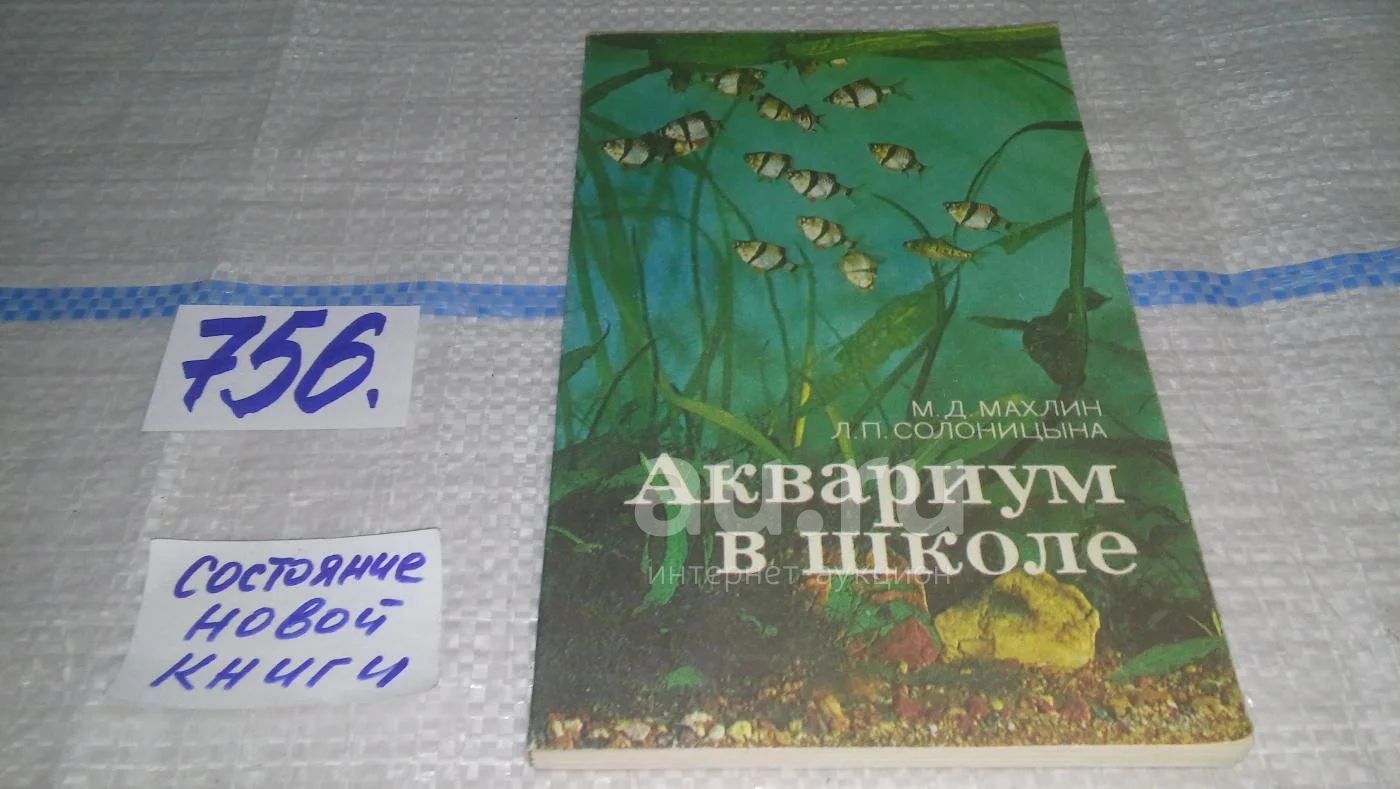 756.
состояние
новой
книги
М.Д.МАХЛИН
Л.П.СОЛОНИЦЫНА
Аквариум
в школе
au.ru
интернет-аукцион